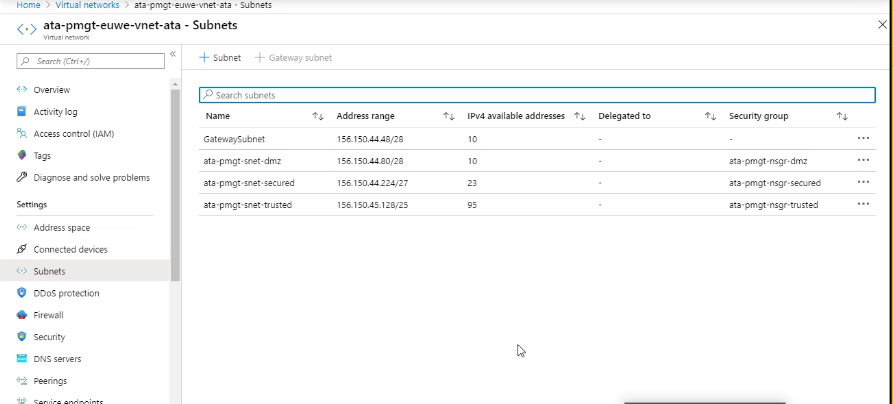 Home > Virtual networks > ata-pmgt-euwe-vnet-ata - Subnets
ata-pmgt-euwe-vnet-ata - Subnets
Virtual network
Search (Ctrl+/)
Overview
Activity log
Access control (IAM)
Tags
Diagnose and solve problems
Settings
Address space
Connected devices
Subnets
DDoS protection
Firewall
Security
DNS servers
Peerings
Service endpoints
+ Subnet + Gateway subnet
Search subnets
Name Address range IPv4 available addresses Delegated to Security group
GatewaySubnet 156.150.44.48/28 10 - -
ata-pmgt-snet-dmz 156.150.44.80/28 10 - ata-pmgt-nsgr-dmz
ata-pmgt-snet-secured 156.150.44.224/27 23 - ata-pmgt-nsgr-secured
ata-pmgt-snet-trusted 156.150.45.128/25 95 - ata-pmgt-nsgr-trusted